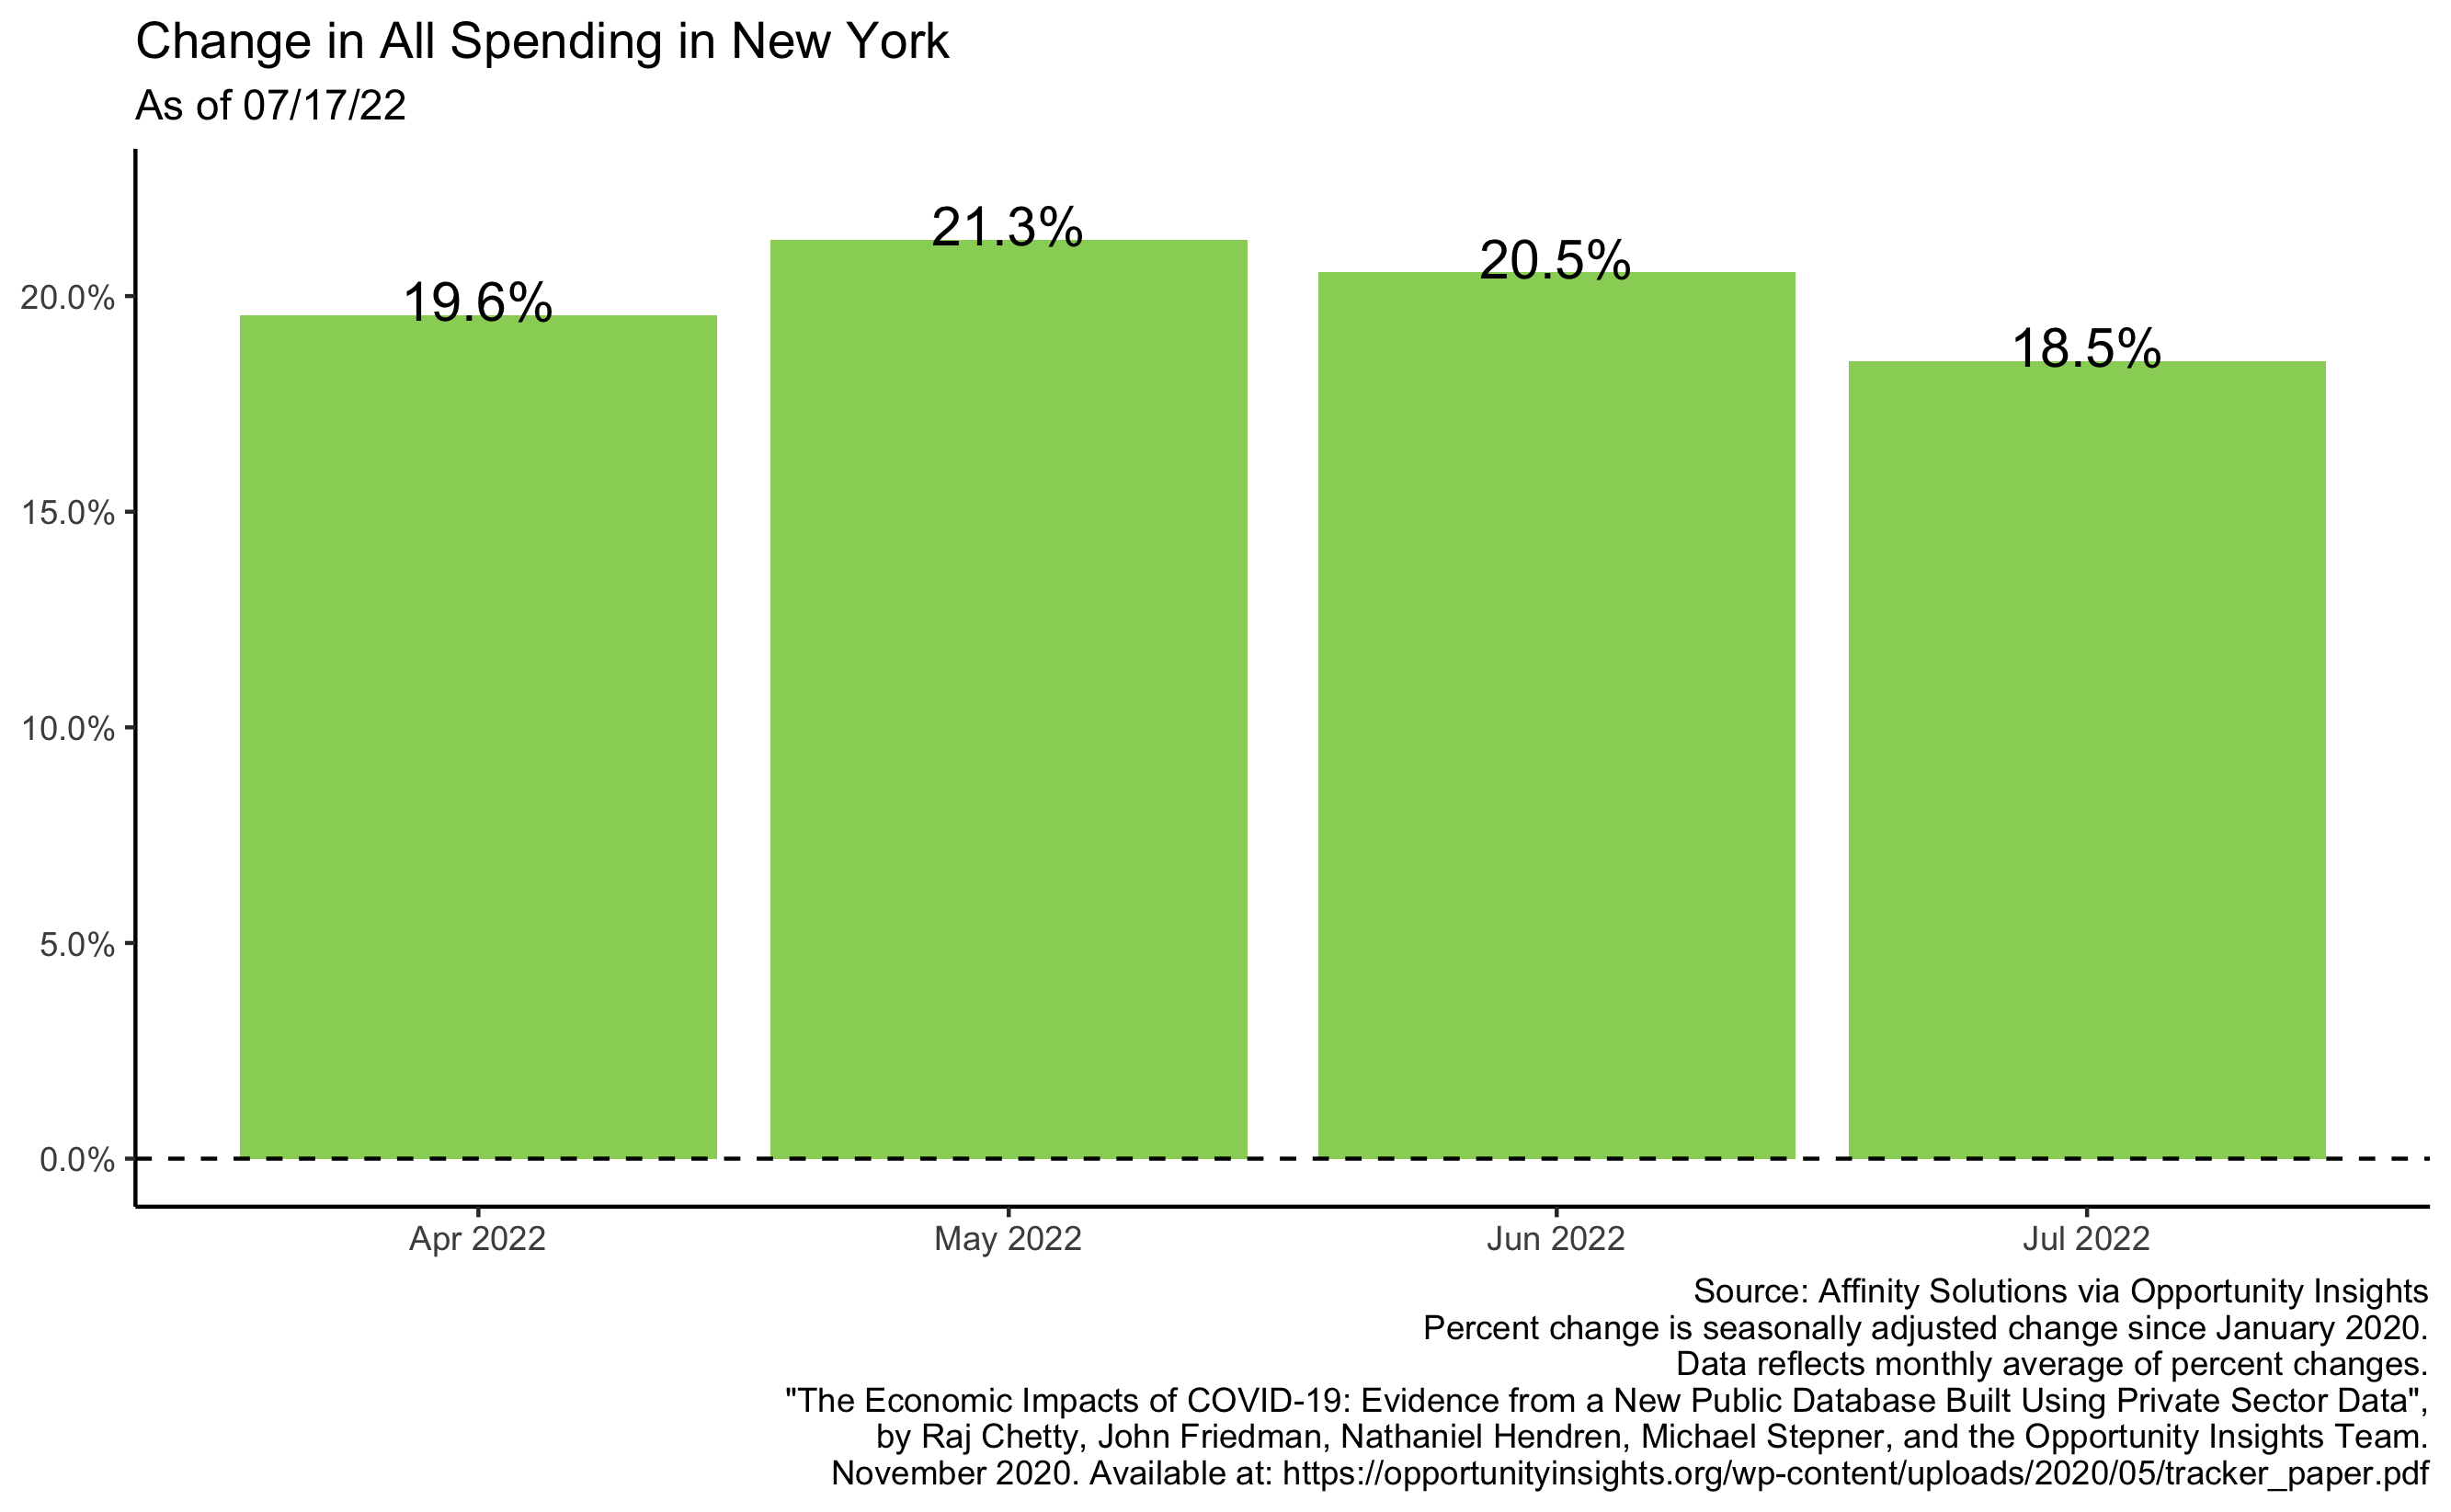 Change in All Spending in New York
As of 07/17/22
21.3%
20.5%
19.6%
18.5%
20.0%
15.0%
10.0%
5.0%
0.0%
Apr 2022
May 2022
Jun 2022
Jul 2022
Source: Affinity Solutions via Opportunity Insights
Percent change is seasonally adjusted change since January 2020.
Data reflects monthly average of percent changes.
"The Economic Impacts of COVID-19: Evidence from a New Public Database Built Using Private Sector Data",
by Raj Chetty, John Friedman, Nathaniel Hendren, Michael Stepner, and the Opportunity Insights Team.
November 2020. Available at: https://opportunityinsights.org/wp-content/uploads/2020/05/tracker_paper.pdf